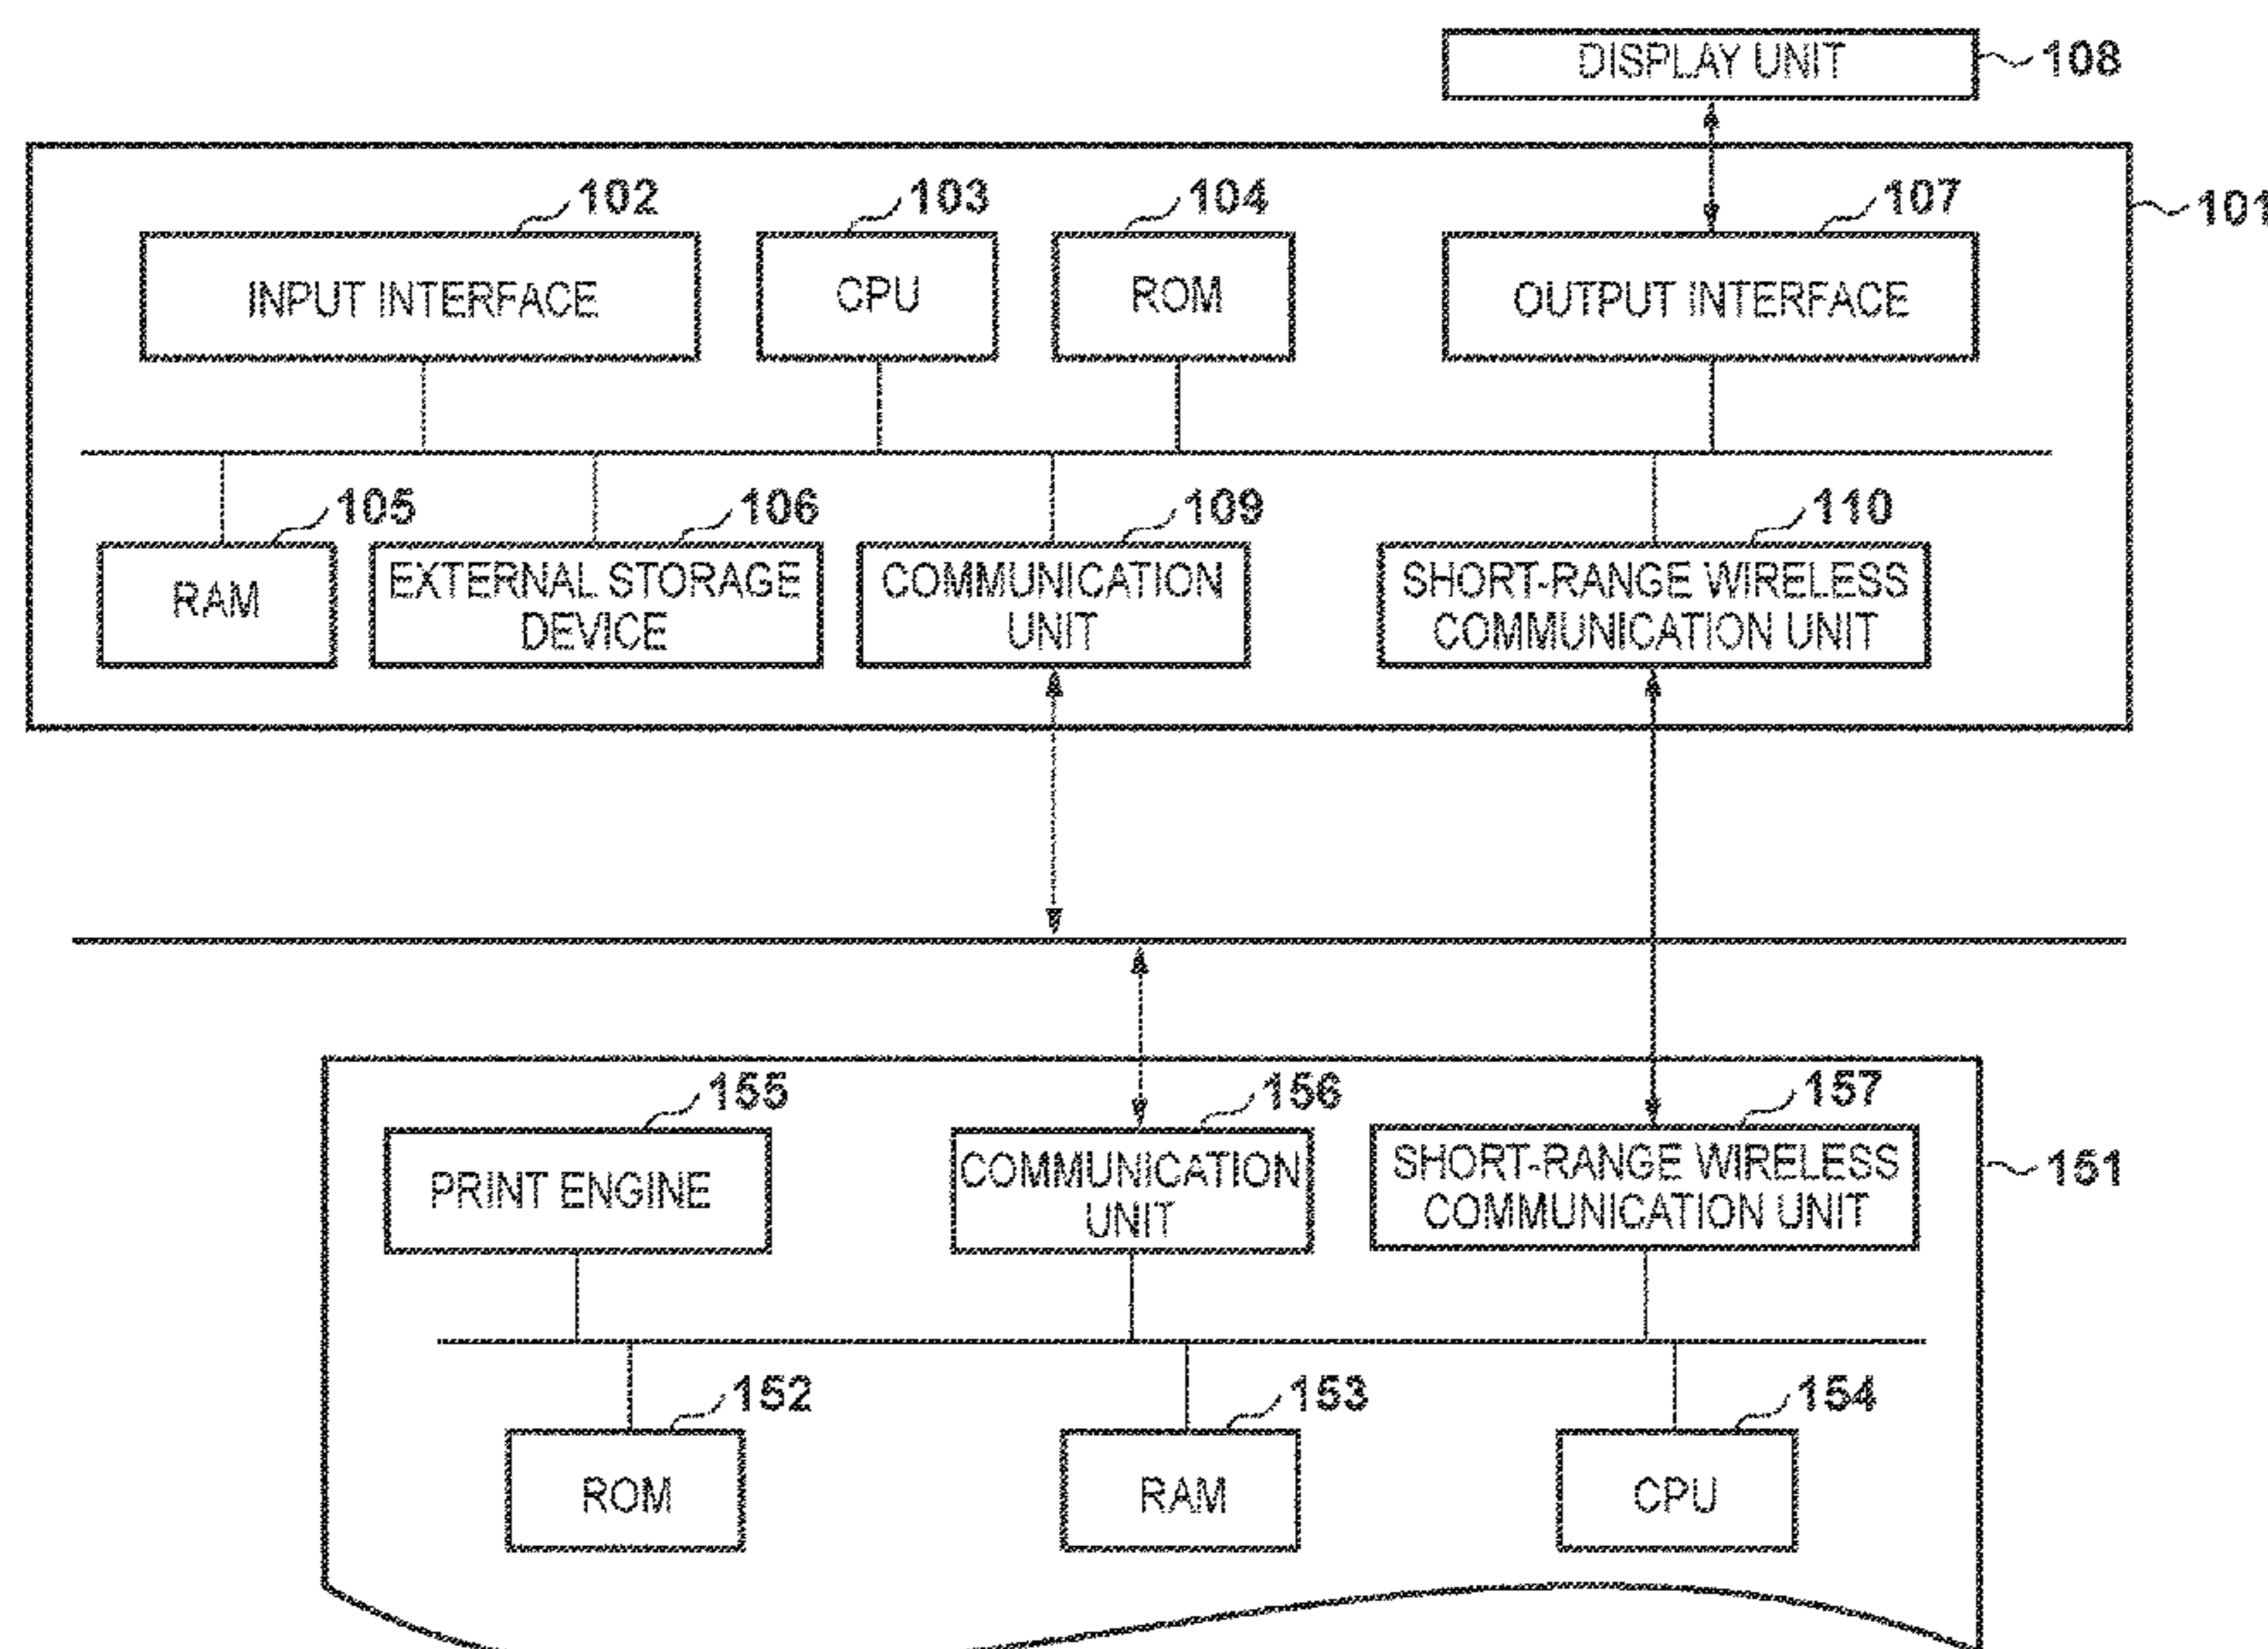 DISPLAY UNIT 108
101
102 103 104 107
INPUT INTERFACE CPU ROM OUTPUT INTERFACE
105 106 109 110
RAM
EXTERNAL STORAGE
DEVICE
COMMUNICATION
UNIT
SHORT-RANGE WIRELESS
COMMUNICATION UNIT
155 156 157
PRINT ENGINE
COMMUNICATION
UNIT
SHORT-RANGE WIRELESS
COMMUNICATION UNIT
151
152 153 154
ROM RAM CPU